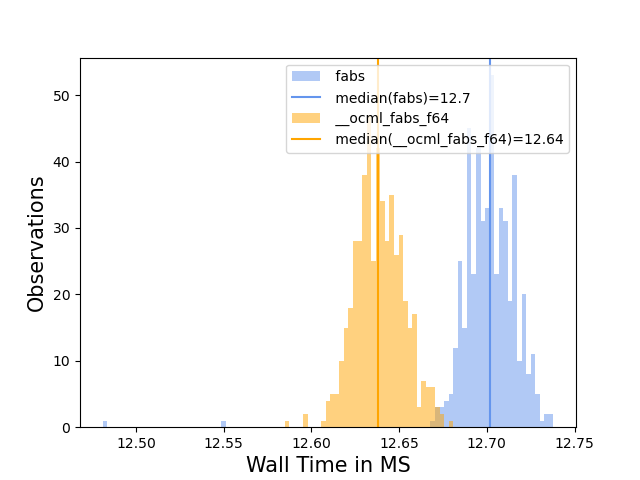 fabs
median(fabs)=12.7
__ocml_fabs_f64
median(__ocml_fabs_f64)=12.64
50
40
30
20
10
0
Observations
12.50 12.55 12.60 12.65 12.70 12.75
Wall Time in MS